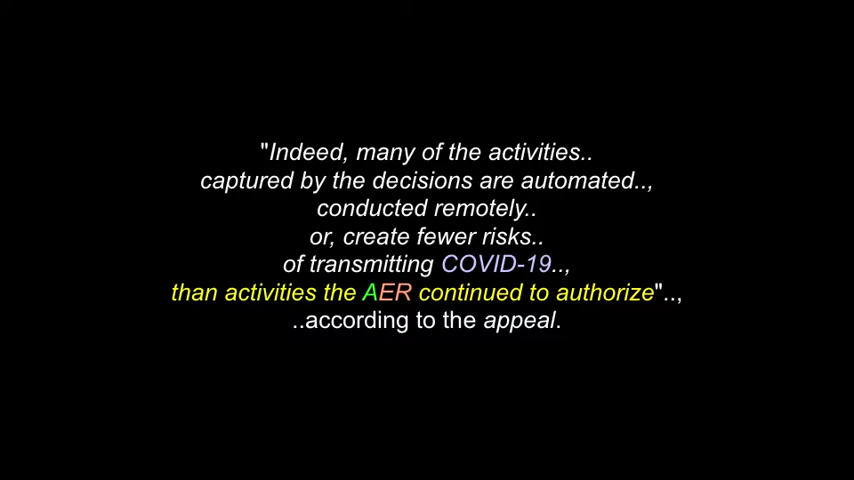 "Indeed, many of the activities..
captured by the decisions are automated..,
conducted remotely..
or, create fewer risks..
of transmitting COVID-19..,
than activities the AER continued to authorize"..,
..according to the appeal.